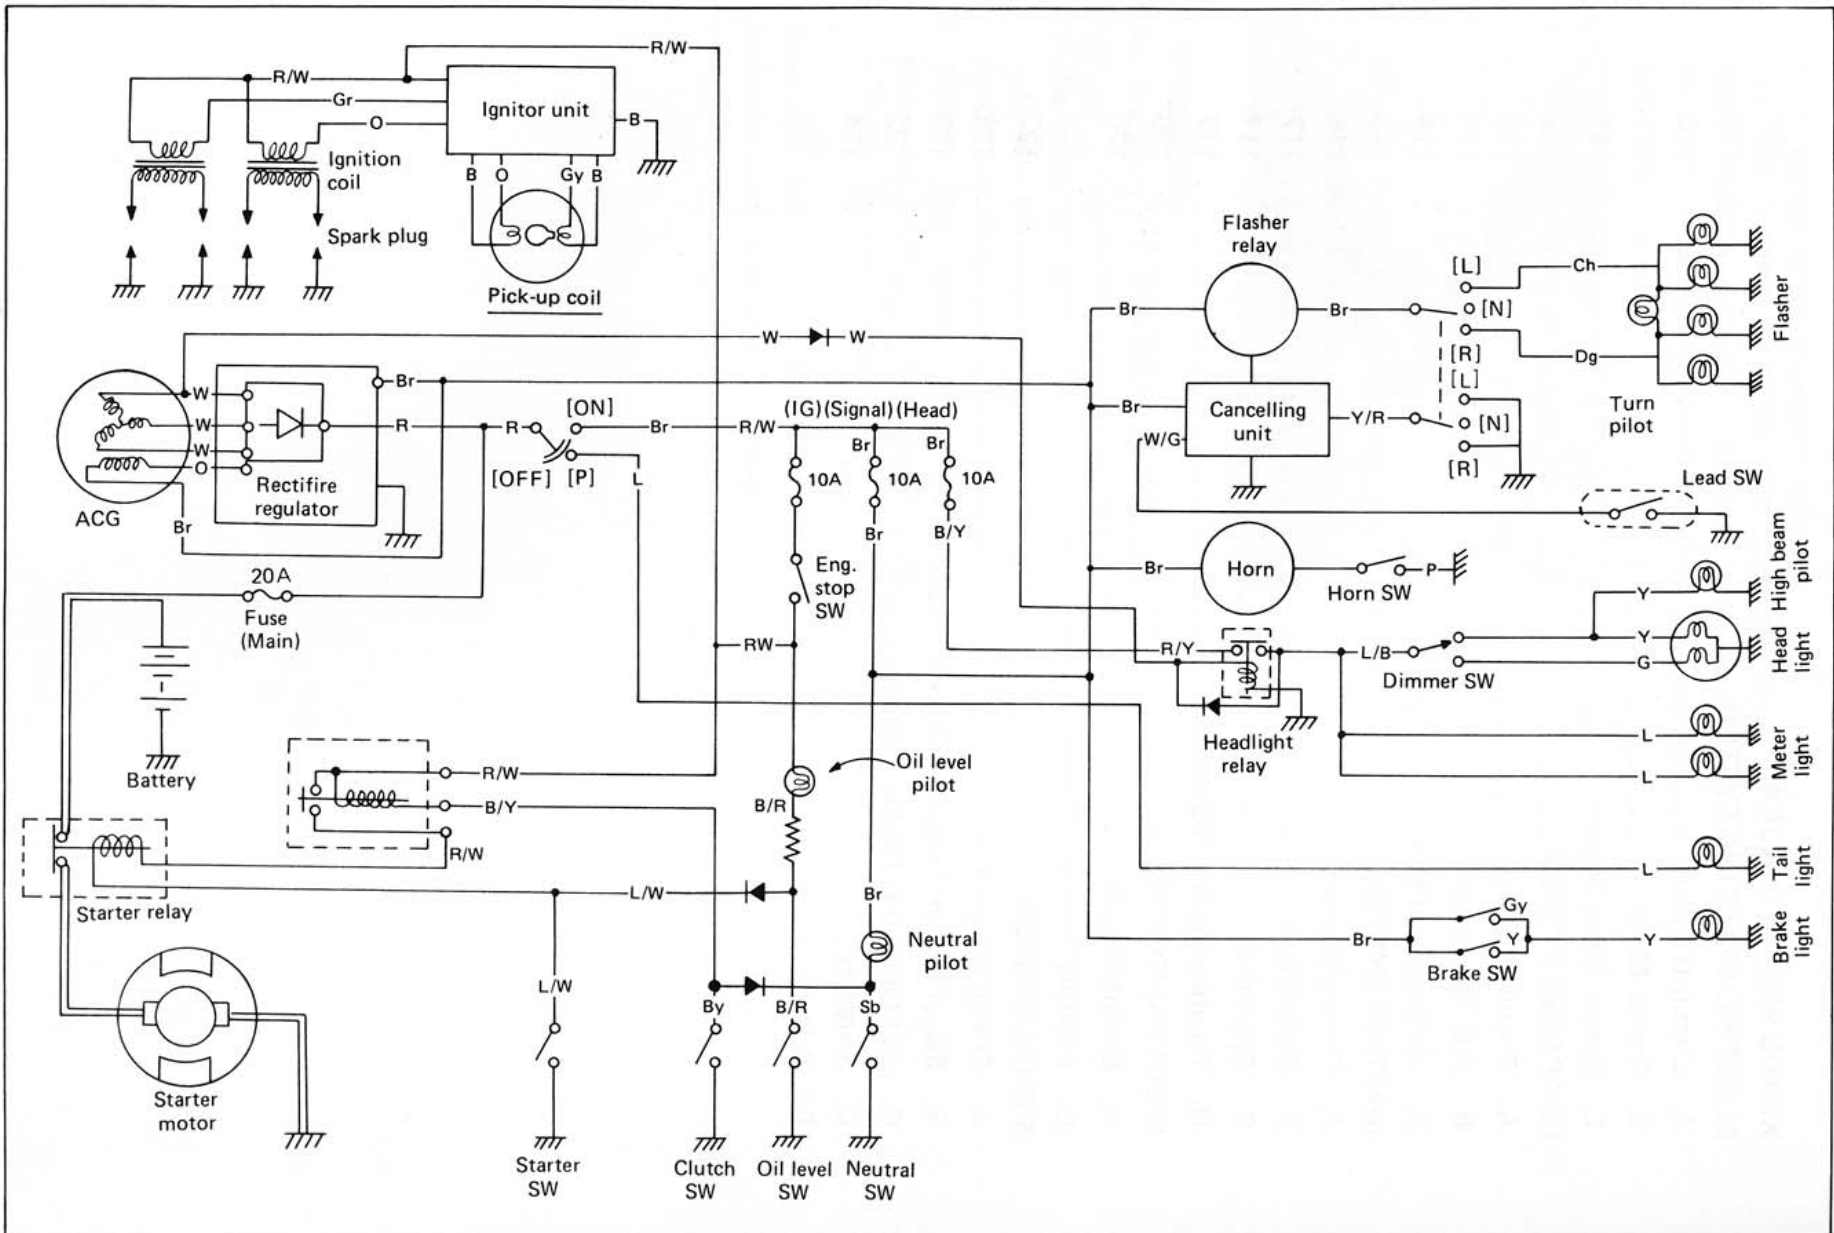 R/W
R/W
Gr
O
Ignitor unit
B
Ignition
coil
B O Gy B
Spark plug
Pick-up coil
Flasher
relay
[L]
Ch
Br
Br
[N]
[R]
Dg
[L]
Flasher
Turn
pilot
W
W
Br
W
W
W
O
R
R
[ON]
[OFF] [P]
Br
R/W
(IG) (Signal) (Head)
L
Rectifire
regulator
ACG
Br
Br
Br
10A
10A
10A
Br
B/Y
Br
Cancelling
unit
Y/R
[N]
[R]
W/G
Lead SW
20A
Fuse
(Main)
Eng.
stop
SW
Br
Horn
P
Horn SW
Y
High beam
pilot
RW
R/Y
L/B
Dimmer SW
Y
G
Head
light
Headlight
relay
L
L
Meter
light
Battery
R/W
B/Y
R/W
Oil level
pilot
B/R
Starter relay
L/W
Br
L
Tail
light
Neutral
pilot
Br
Gy
Y
Brake SW
Y
Brake
light
L/W
By
B/R
Sb
Starter
motor
Starter
SW
Clutch
SW
Oil level
SW
Neutral
SW